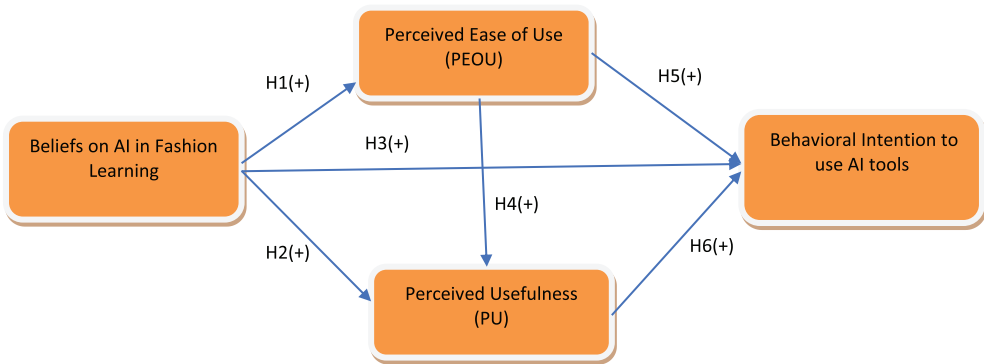 Perceived Ease of Use
(PEOU)
H1(+)
H5(+)
Beliefs on AI in Fashion
Learning
H3(+)
Behavioral Intention to
use AI tools
H4(+)
H2(+)
H6(+)
Perceived Usefulness
(PU)